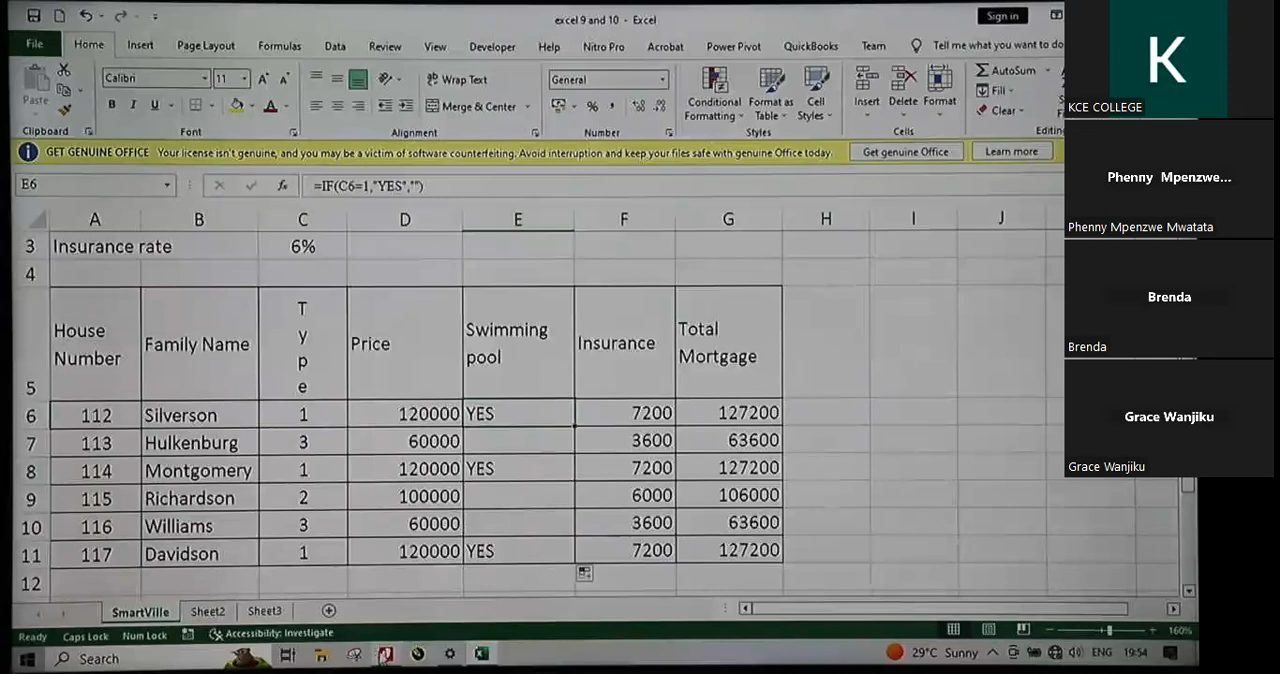 excel 9 and 10 - Excel
Sign in
File Home Insert Page Layout Formulas Data Review View Developer Help Nitro Pro Acrobat Power Pivot QuickBooks Team Tell me what you want to do
Paste
Calibri 11
B I U
Wrap Text
Merge & Center
General
%
Conditional Formatting
Format as Table
Cell Styles
Insert Delete Format
AutoSum
Fill
Clear
Clipboard Font Alignment Number Styles Cells Editin
GET GENUINE OFFICE Your license isn't genuine, and you may be a victim of software counterfeiting. Avoid interruption and keep your files safe with genuine Office today. Get genuine Office Learn more
E6 fx =IF(C6=1,"YES","")
A B C D E F G H I J
3 Insurance rate 6%
4
5 House Number Family Name Type Price Swimming pool Insurance Total Mortgage
6 112 Silverson 1 120000 YES 7200 127200
7 113 Hulkenburg 3 60000 3600 63600
8 114 Montgomery 1 120000 YES 7200 127200
9 115 Richardson 2 100000 6000 106000
10 116 Williams 3 60000 3600 63600
11 117 Davidson 1 120000 YES 7200 127200
12
SmartVille Sheet2 Sheet3
Ready Caps Lock Num Lock Accessibility: Investigate 160%
Search 29°C Sunny ENG 19:54
K
KCE COLLEGE
Phenny Mpenzwe...
Phenny Mpenzwe Mwatata
Brenda
Brenda
Grace Wanjiku
Grace Wanjiku